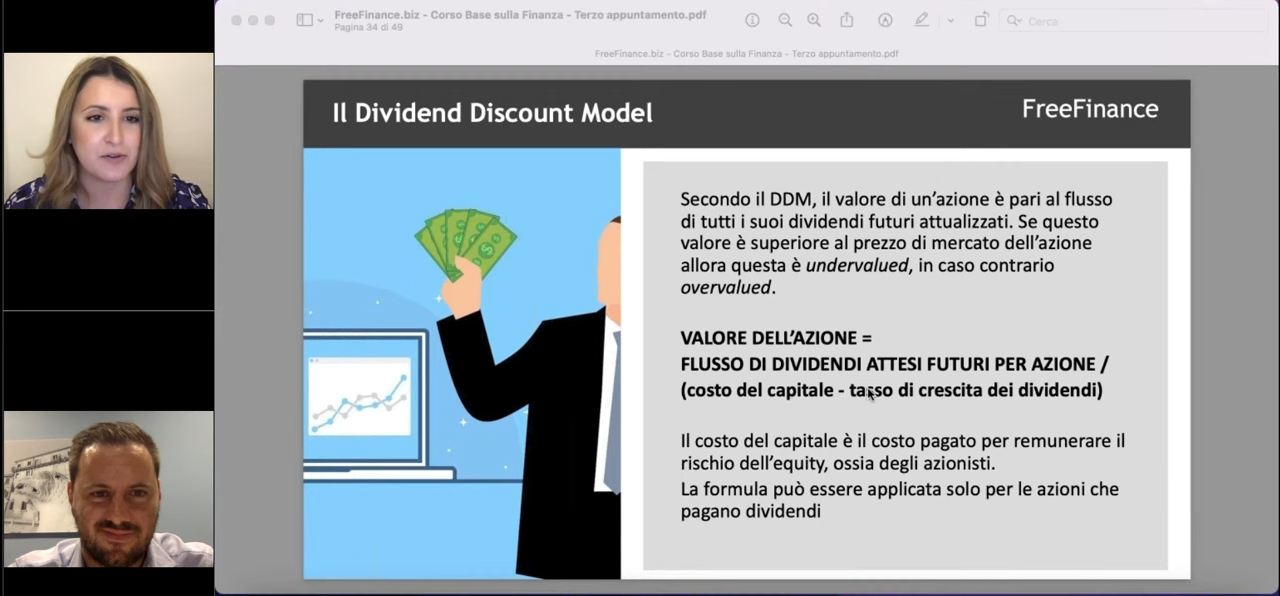 FreeFinance.biz - Corso Base sulla Finanza - Terzo appuntamento.pdf
Pagina 34 di 49
Cerca
FreeFinance.biz - Corso Base sulla Finanza - Terzo appuntamento.pdf
Il Dividend Discount Model
FreeFinance
Secondo il DDM, il valore di un'azione è pari al flusso
di tutti i suoi dividendi futuri attualizzati. Se questo
valore è superiore al prezzo di mercato dell'azione
allora questa è undervalued, in caso contrario
overvalued.
VALORE DELL'AZIONE =
FLUSSO DI DIVIDENDI ATTESI FUTURI PER AZIONE /
(costo del capitale - tasso di crescita dei dividendi)
Il costo del capitale è il costo pagato per remunerare il
rischio dell'equity, ossia degli azionisti.
La formula può essere applicata solo per le azioni che
pagano dividendi